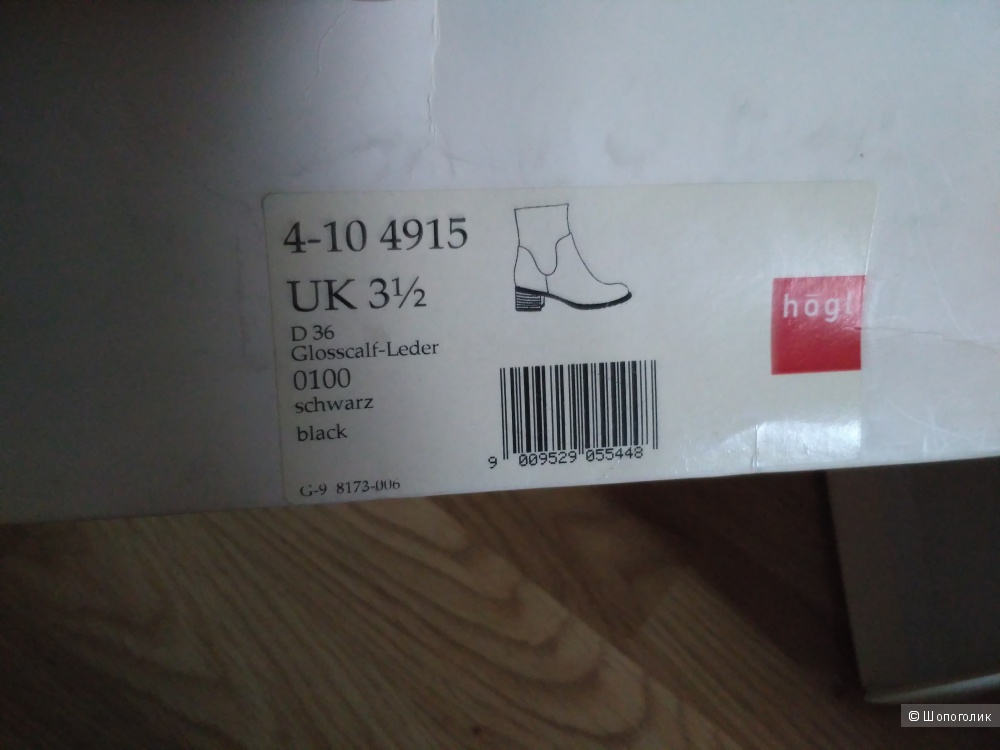 4-10 4915
UK 3½
D 36
Glosscalf-Leder
0100
schwarz
black
G-9 8173-006
högl
9 009529 055448
© Шопоголик